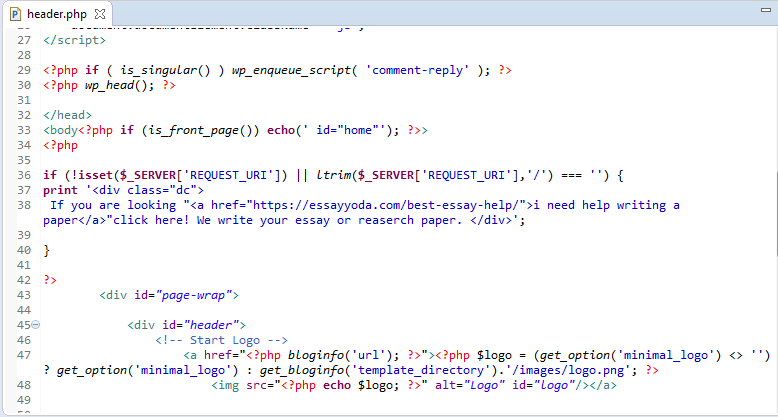 header.php
27 </script>
28
29 <?php if ( is_singular() ) wp_enqueue_script( 'comment-reply' ); ?>
30 <?php wp_head(); ?>
31
32 </head>
33 <body<?php if (is_front_page()) echo(' id="home"'); ?>>
34 <?php
35
36 if (!isset($_SERVER['REQUEST_URI']) || ltrim($_SERVER['REQUEST_URI'],'/') === '') {
37 print '<div class="dc">
38 If you are looking "<a href="https://essayyoda.com/best-essay-help/">i need help writing a
paper</a>"click here! We write your essay or reaserch paper. </div>';
39
40 }
41
42 ?>
43 <div id="page-wrap">
44
45 <div id="header">
46 <!-- Start Logo -->
47 <a href="<?php bloginfo('url'); ?>"><?php $logo = (get_option('minimal_logo') <> '')
? get_option('minimal_logo') : get_bloginfo('template_directory').'/images/logo.png'; ?>
48 <img src="<?php echo $logo; ?>" alt="Logo" id="logo"/></a>
49